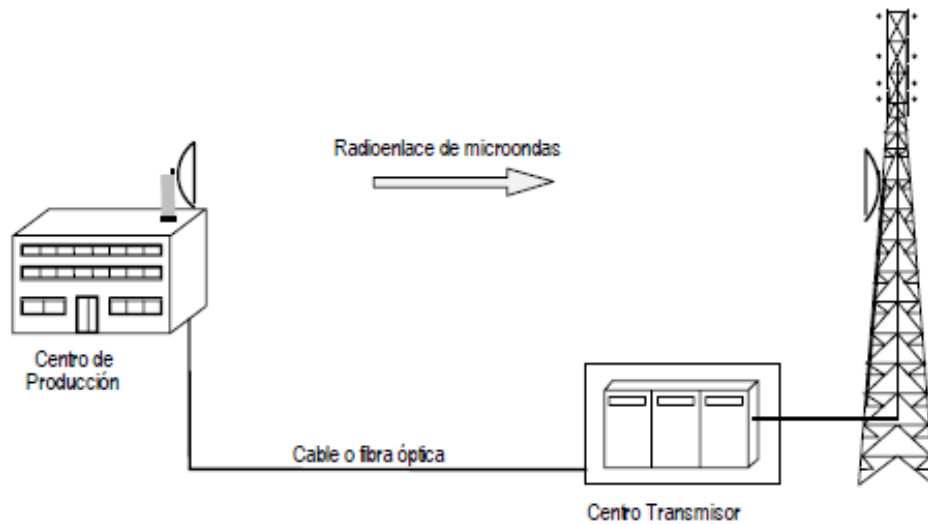 Radioenlace de microondas
Centro de
Producción
Cable o fibra óptica
Centro Transmisor